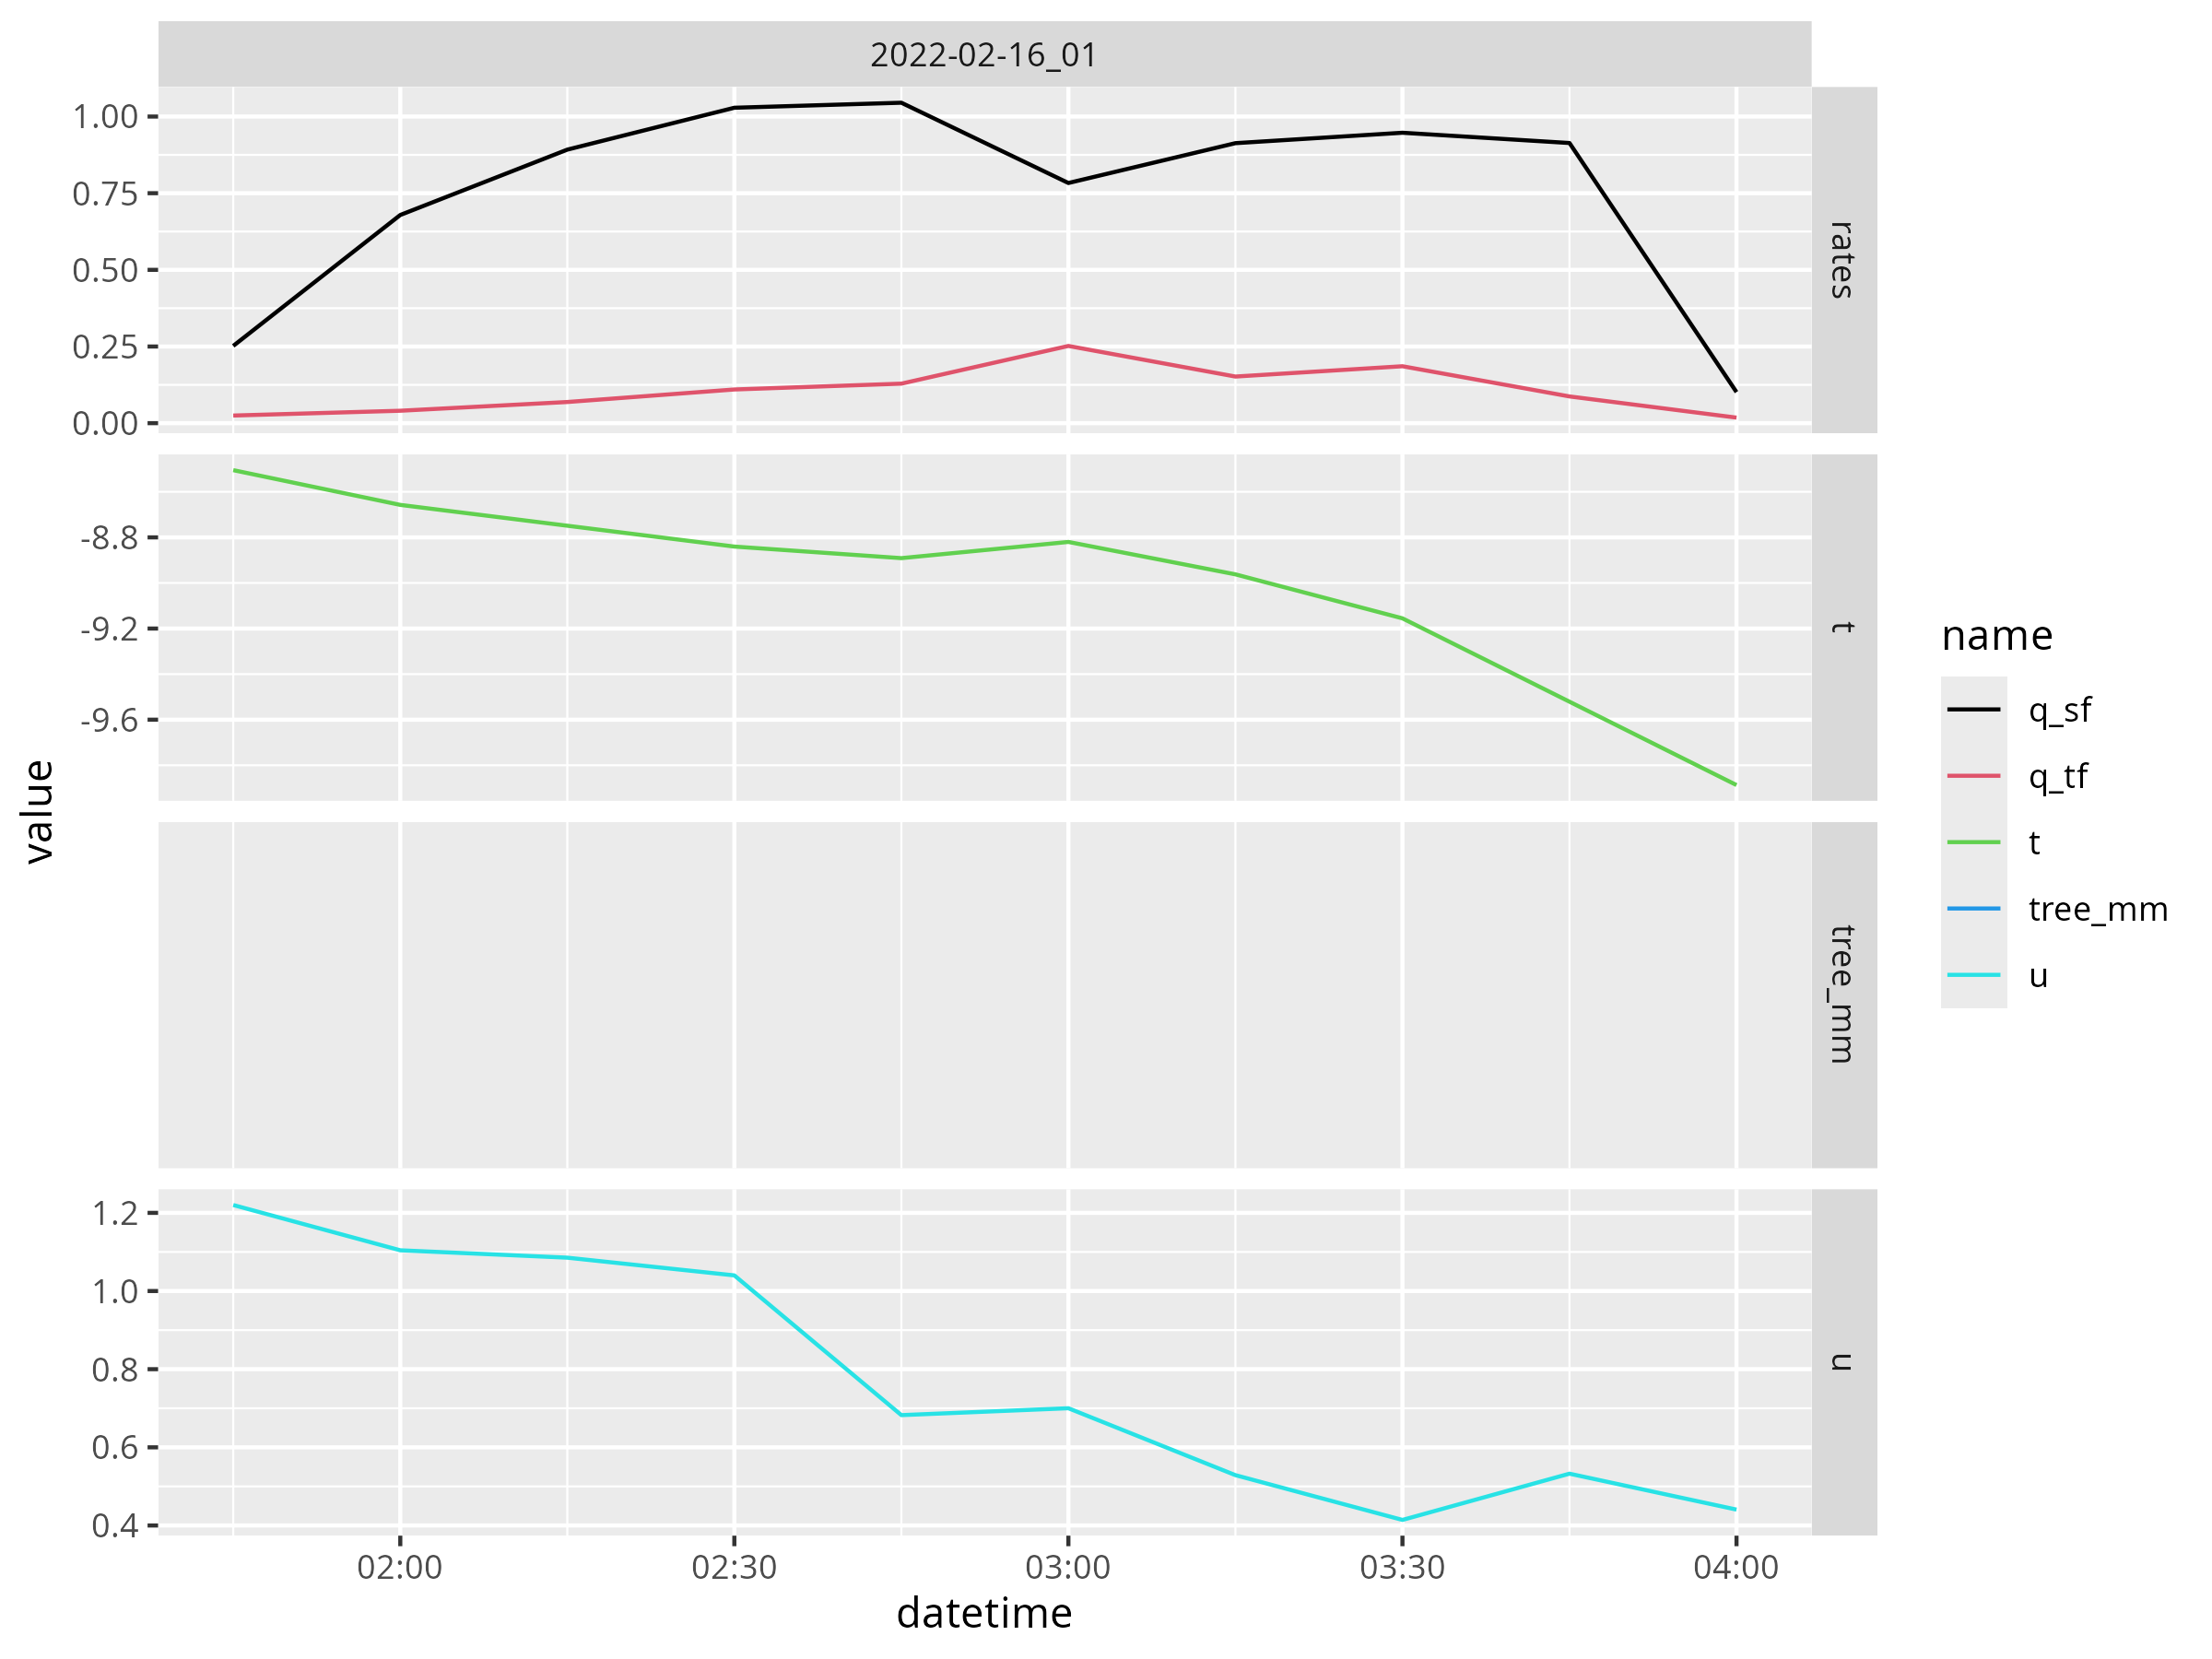 2022-02-16_01
1.00
0.75
0.50
0.25
0.00
rates
-8.8
-9.2
-9.6
t
tree_mm
1.2
1.0
0.8
0.6
0.4
u
02:00 02:30 03:00 03:30 04:00
datetime
value
name
q_sf
q_tf
t
tree_mm
u